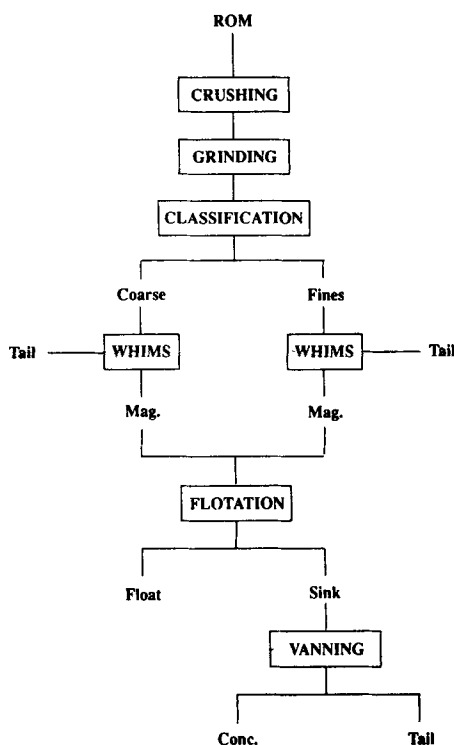 ROM
CRUSHING
GRINDING
CLASSIFICATION
Coarse Fines
Tail WHIMS WHIMS Tail
Mag. Mag.
FLOTATION
Float Sink
VANNING
Conc. Tail